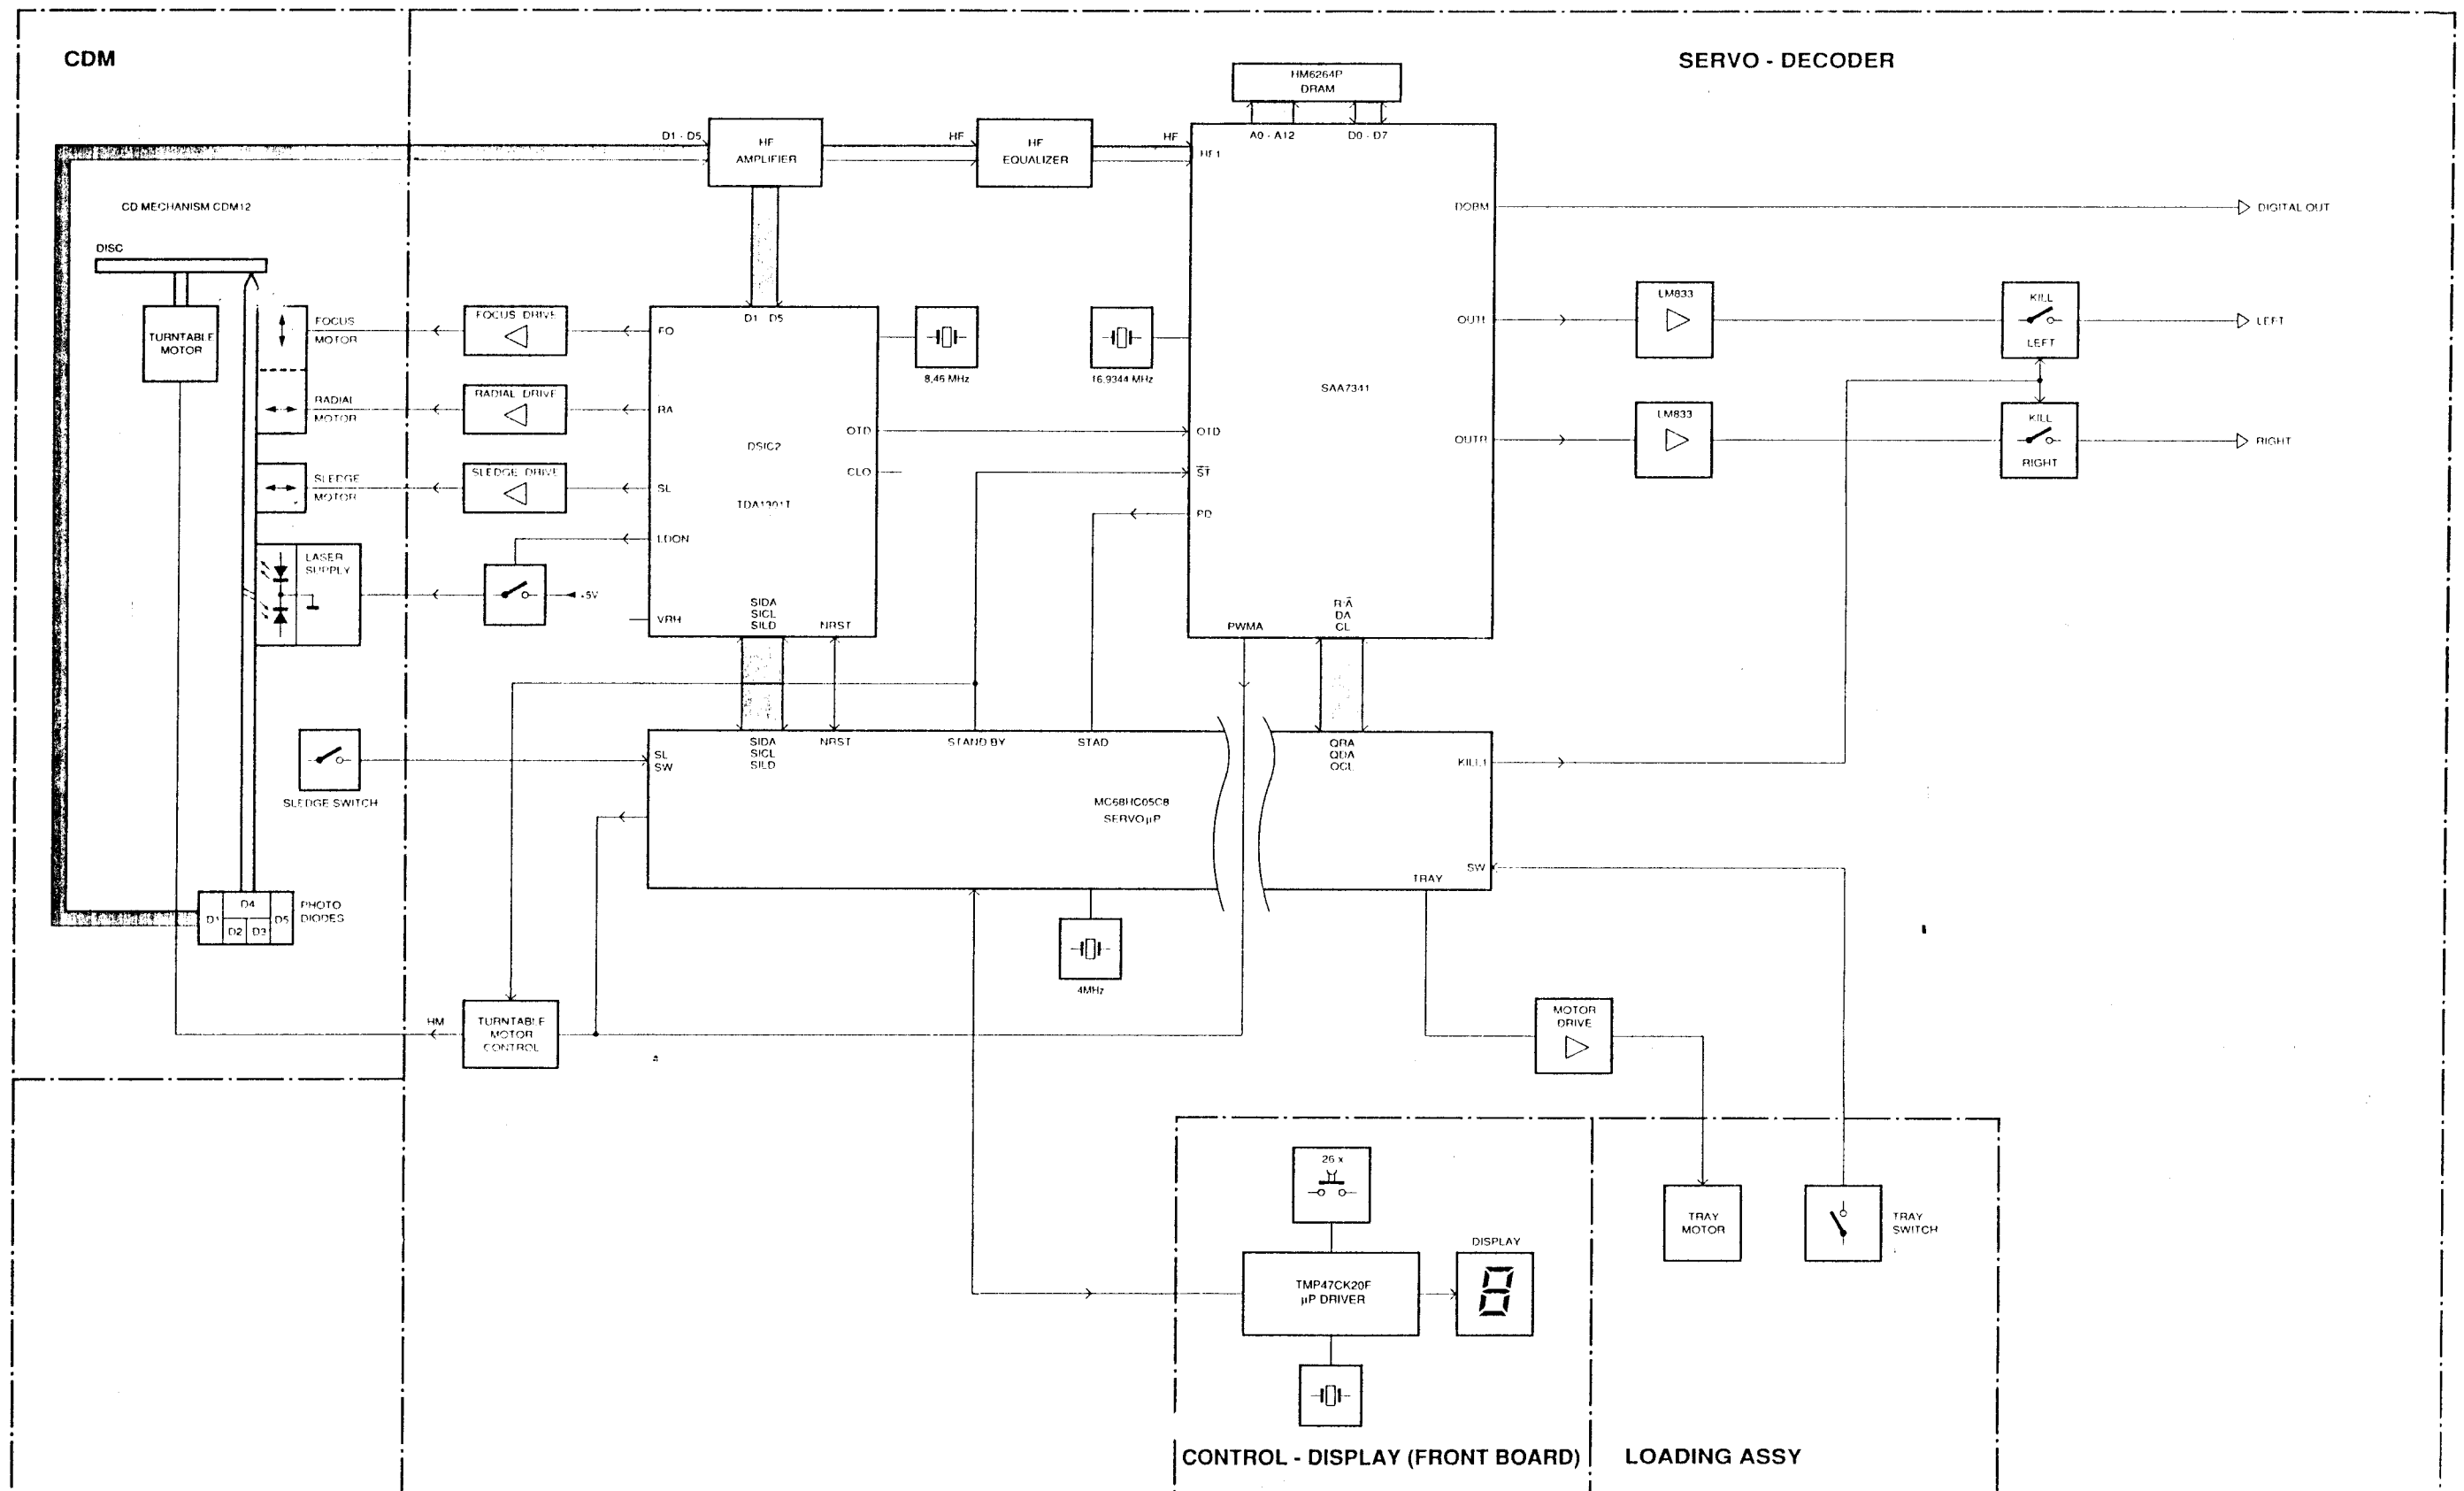 CDM
SERVO - DECODER
HM6264P
DRAM
A0 - A12
D0 - D7
D1 - D5
HF
AMPLIFIER
HF
HF
EQUALIZER
HF
HF1
CD MECHANISM CDM12
DISC
TURNTABLE
MOTOR
FOCUS
MOTOR
RADIAL
MOTOR
SLEDGE
MOTOR
LASER
SUPPLY
FOCUS DRIVE
RADIAL DRIVE
SLEDGE DRIVE
+5V
D1 D5
FO
RA
SL
LDON
VRH
DSIC2
TDA1301T
OTD
CLO
SIDA
SICL
SILD
NRST
8,46 MHz
16,9344 MHz
DOBM
OUTL
SAA7341
OUTR
OTD
ST
PD
PWMA
R/A
DA
CL
DIGITAL OUT
LM833
KILL
LEFT
LEFT
LM833
KILL
RIGHT
RIGHT
SLEDGE SWITCH
SL
SW
SIDA
SICL
SILD
NRST
STAND BY
STAD
QRA
QDA
QCL
KILL1
MC68HC05C8
SERVO µP
SW
TRAY
4MHz
D1
D4
D2
D3
D5
PHOTO
DIODES
HM
TURNTABLE
MOTOR
CONTROL
MOTOR
DRIVE
26 x
TMP47CK20F
µP DRIVER
DISPLAY
TRAY
MOTOR
TRAY
SWITCH
CONTROL - DISPLAY (FRONT BOARD)
LOADING ASSY